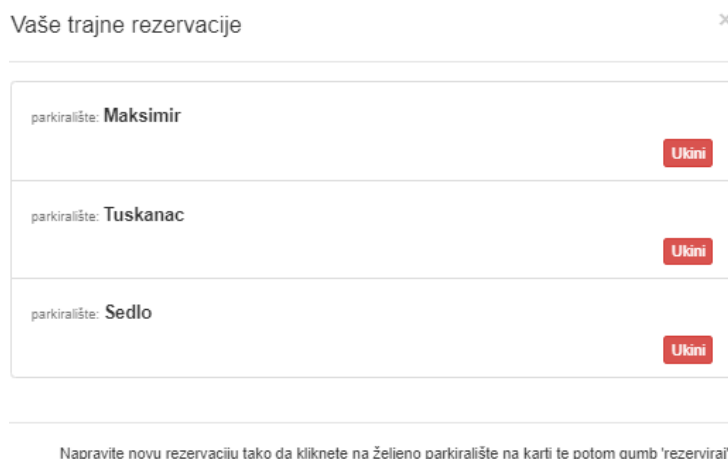 Vaše trajne rezervacije
×
parkiralište: Maksimir
Ukini
parkiralište: Tuskanac
Ukini
parkiralište: Sedlo
Ukini
Napravite novu rezervaciju tako da kliknete na željeno parkiralište na karti te potom gumb 'rezerviraj'